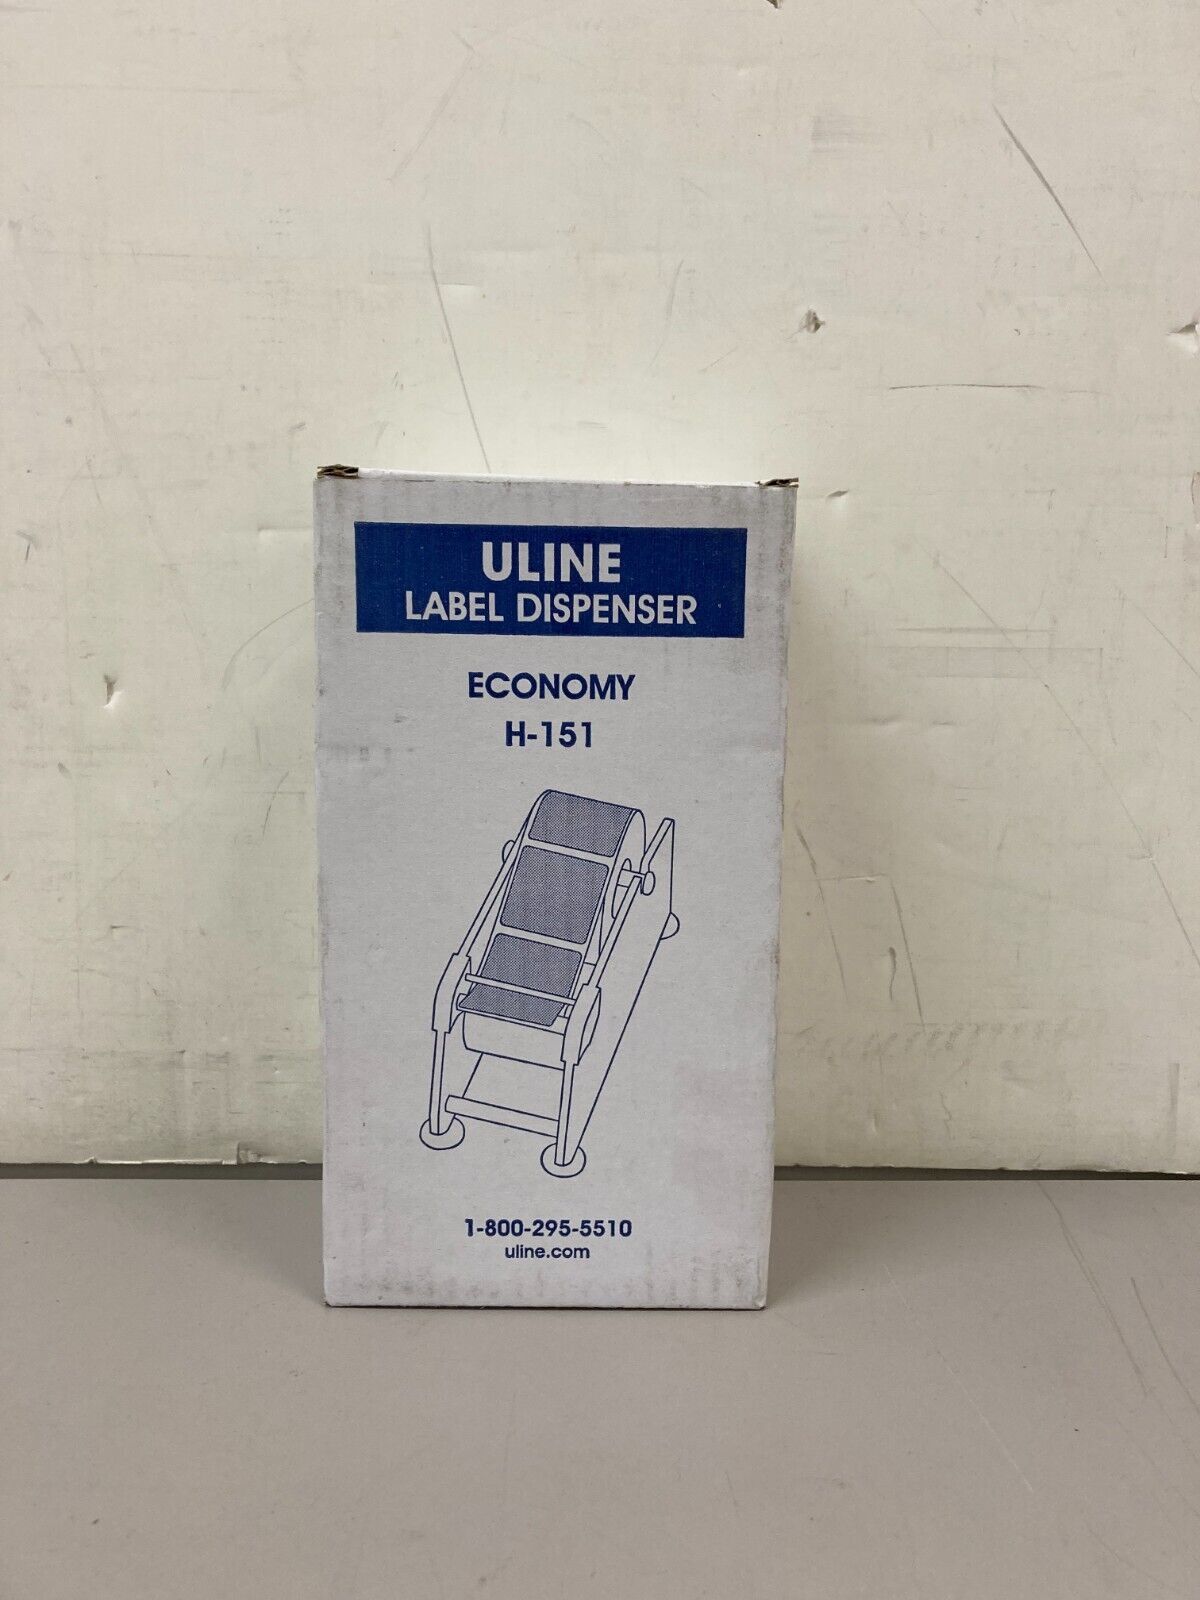 ULINE
LABEL DISPENSER
ECONOMY
H-151
1-800-295-5510
uline.com